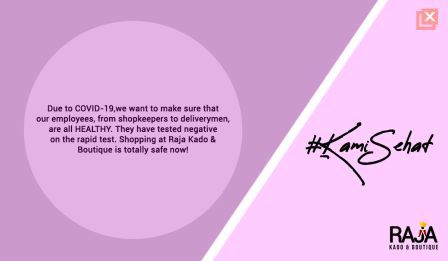 Due to COVID-19,we want to make sure that
our employees, from shopkeepers to deliverymen,
are all HEALTHY. They have tested negative
on the rapid test. Shopping at Raja Kado &
Boutique is totally safe now!
#KamiSehat
RAJA
KADO & BOUTIQUE